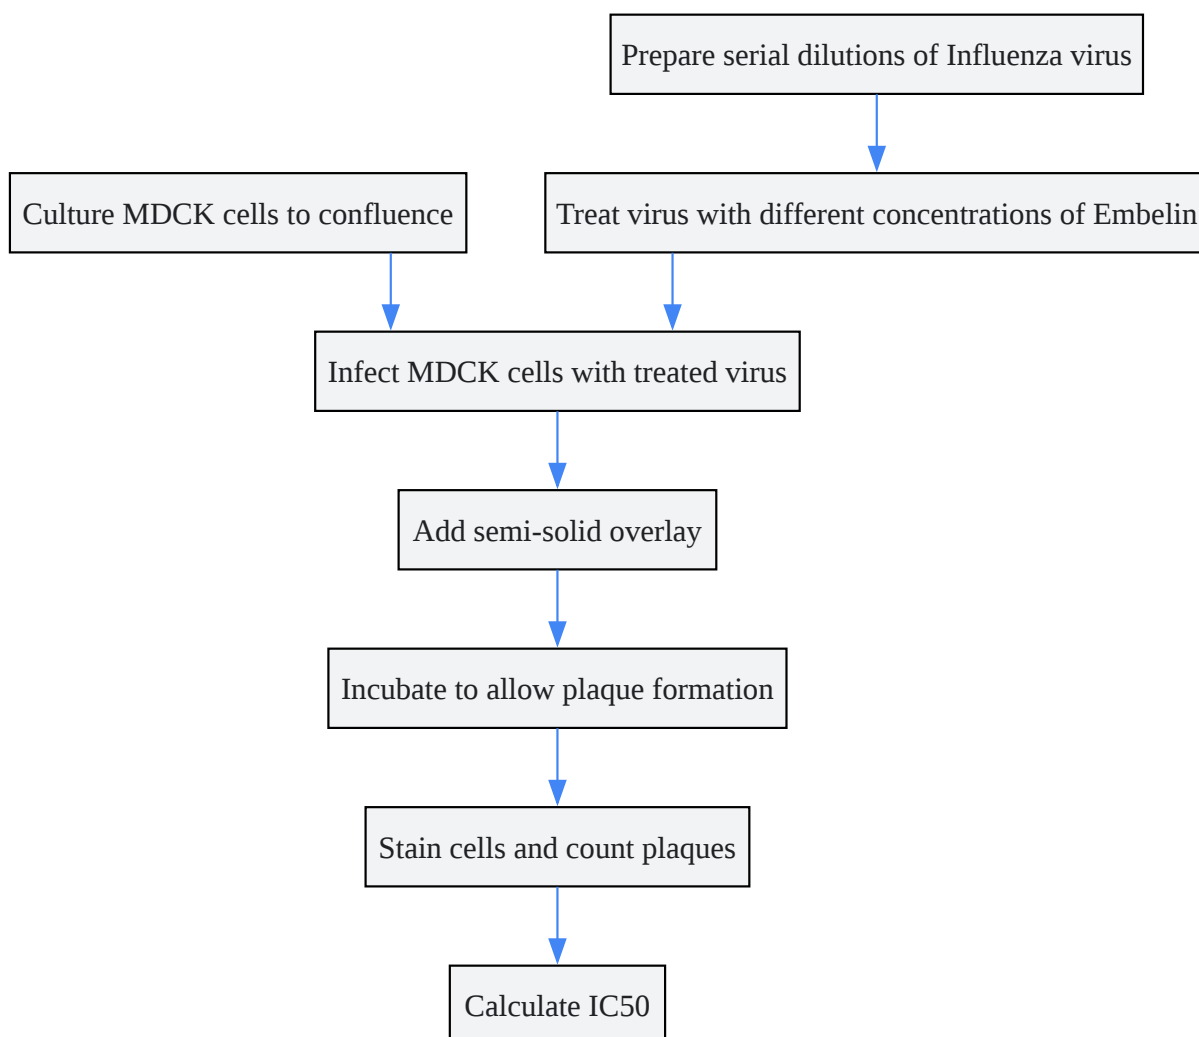 Prepare serial dilutions of Influenza virus
Culture MDCK cells to confluence
Treat virus with different concentrations of Embelin
Infect MDCK cells with treated virus
Add semi-solid overlay
Incubate to allow plaque formation
Stain cells and count plaques
Calculate IC50